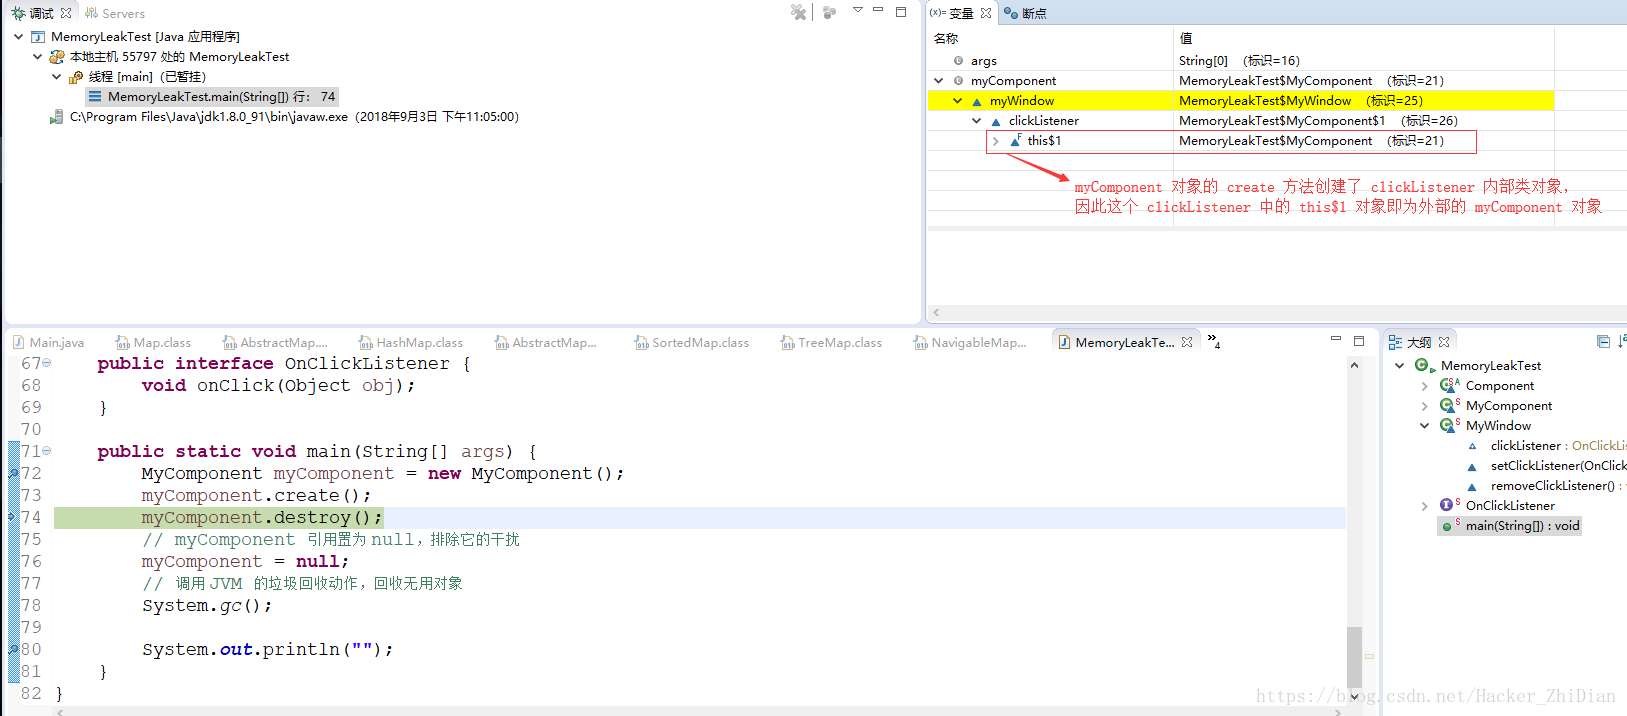 调试 Servers
MemoryLeakTest [Java 应用程序]
本地主机 55797 处的 MemoryLeakTest
线程 [main]（已暂挂）
MemoryLeakTest.main(String[]) 行： 74
C:\Program Files\Java\jdk1.8.0_91\bin\javaw.exe（2018年9月3日 下午11:05:00）
(x)= 变量 断点
名称 值
args String[0] （标识=16）
myComponent MemoryLeakTest$MyComponent （标识=21）
myWindow MemoryLeakTest$MyWindow （标识=25）
clickListener MemoryLeakTest$MyComponent$1 （标识=26）
this$1 MemoryLeakTest$MyComponent （标识=21）
myComponent 对象的 create 方法创建了 clickListener 内部类对象，
因此这个 clickListener 中的 this$1 对象即为外部的 myComponent 对象
Main.java Map.class AbstractMap.... HashMap.class AbstractMap... SortedMap.class TreeMap.class NavigableMap... MemoryLeakTe... »4
67 public interface OnClickListener {
68 void onClick(Object obj);
69 }
70
71 public static void main(String[] args) {
72 MyComponent myComponent = new MyComponent();
73 myComponent.create();
74 myComponent.destroy();
75 // myComponent 引用置为 null，排除它的干扰
76 myComponent = null;
77 // 调用 JVM 的垃圾回收动作，回收无用对象
78 System.gc();
79
80 System.out.println("");
81 }
82 }
大纲
MemoryLeakTest
Component
MyComponent
MyWindow
clickListener : OnClickLis
setClickListener(OnClick
removeClickListener() :
OnClickListener
main(String[]) : void
https://blog.csdn.net/Hacker_ZhiDian